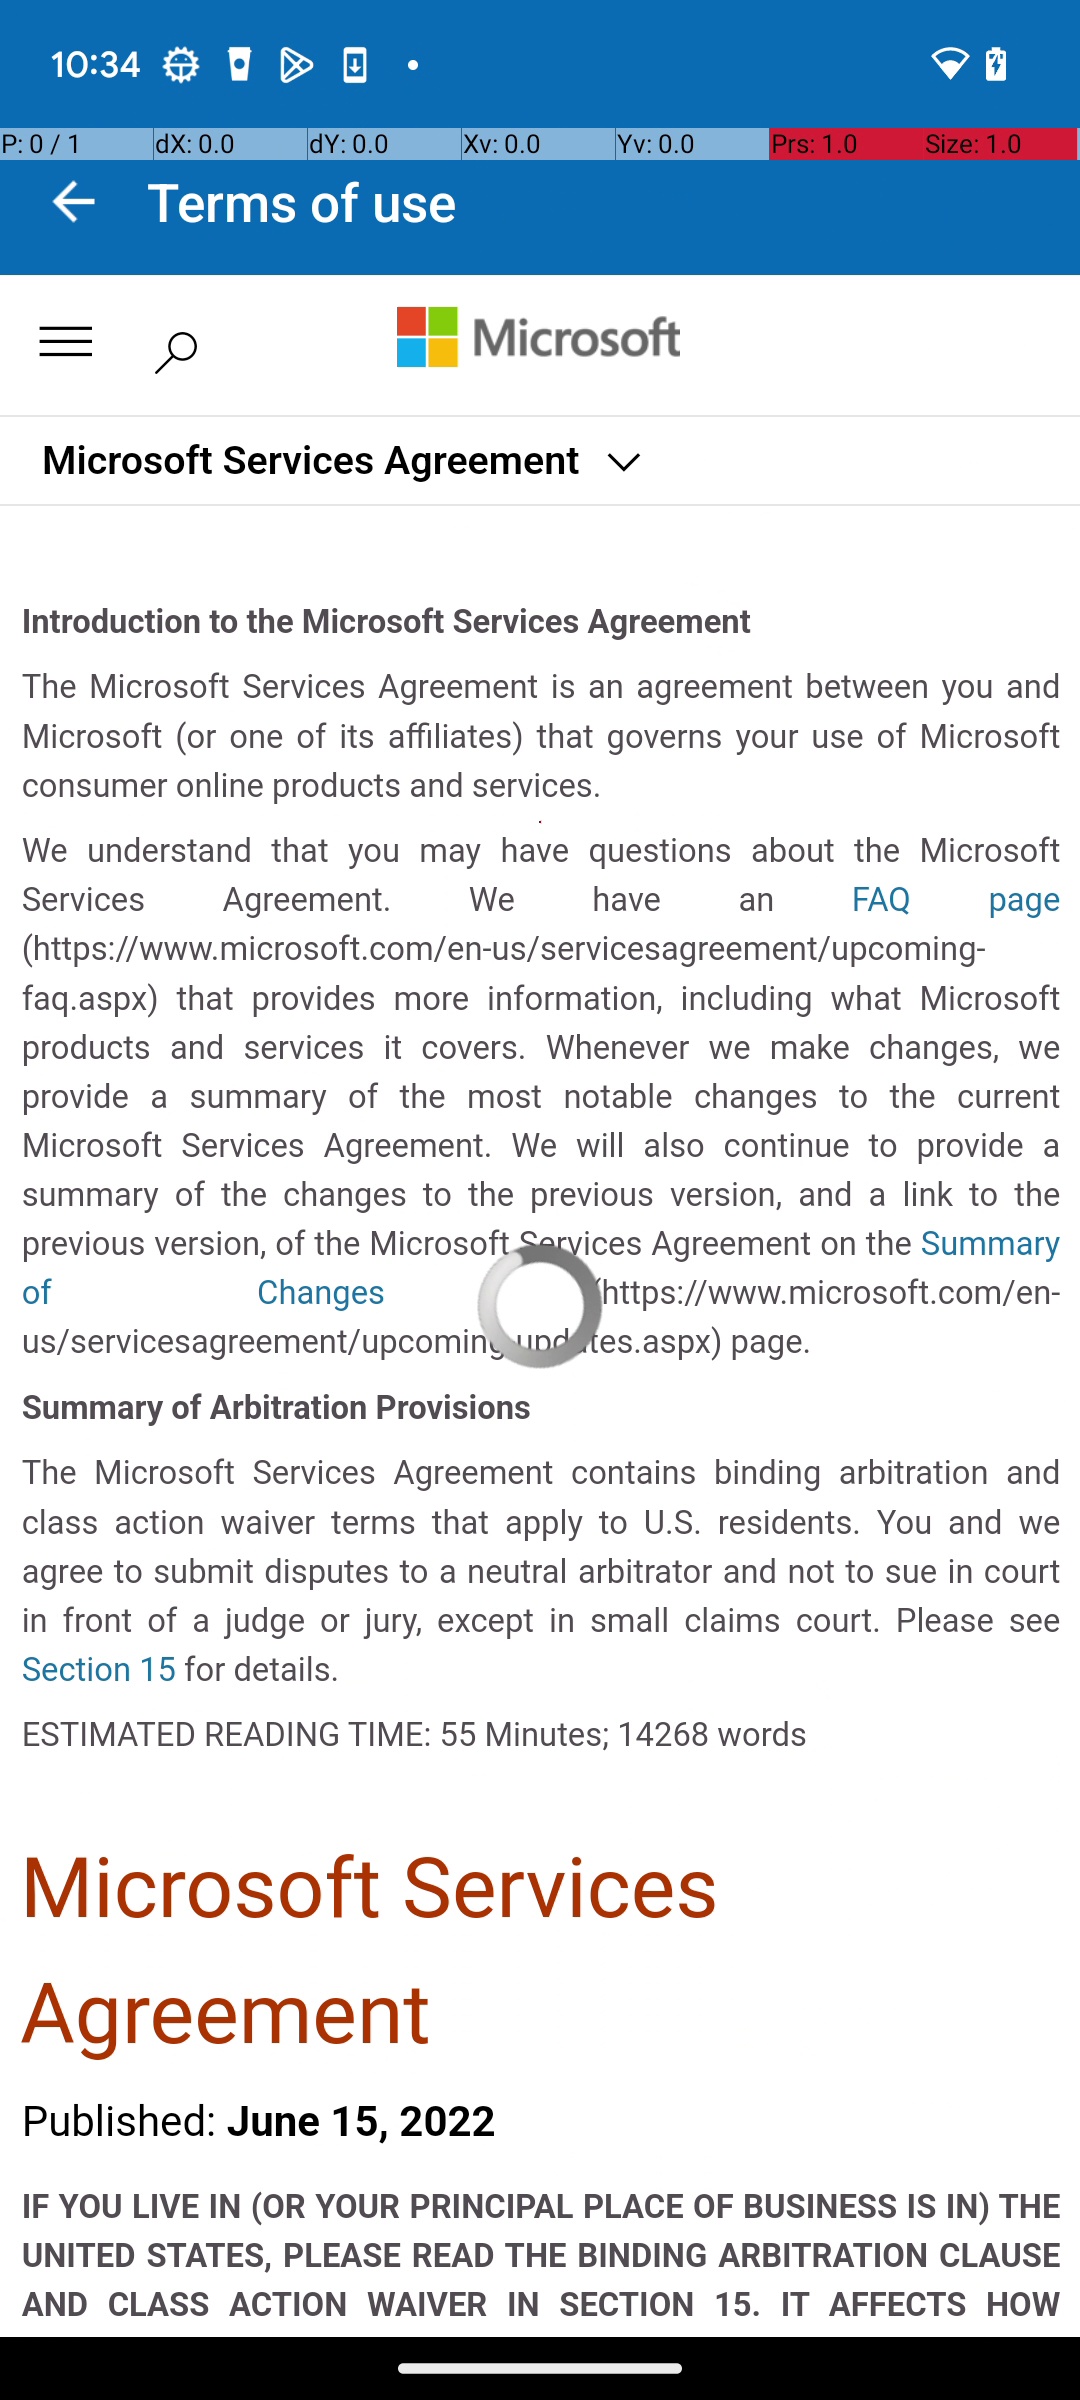 10:34
P: 0 / 1 dX: 0.0 dY: 0.0 Xv: 0.0 Yv: 0.0 Prs: 1.0 Size: 1.0
Terms of use
Microsoft
Microsoft Services Agreement
Introduction to the Microsoft Services Agreement
The Microsoft Services Agreement is an agreement between you and
Microsoft (or one of its affiliates) that governs your use of Microsoft
consumer online products and services.
We understand that you may have questions about the Microsoft
Services Agreement. We have an FAQ page
(https://www.microsoft.com/en-us/servicesagreement/upcoming-
faq.aspx) that provides more information, including what Microsoft
products and services it covers. Whenever we make changes, we
provide a summary of the most notable changes to the current
Microsoft Services Agreement. We will also continue to provide a
summary of the changes to the previous version, and a link to the
previous version, of the Microsoft Services Agreement on the Summary
of Changes (https://www.microsoft.com/en-
us/servicesagreement/upcoming-updates.aspx) page.
Summary of Arbitration Provisions
The Microsoft Services Agreement contains binding arbitration and
class action waiver terms that apply to U.S. residents. You and we
agree to submit disputes to a neutral arbitrator and not to sue in court
in front of a judge or jury, except in small claims court. Please see
Section 15 for details.
ESTIMATED READING TIME: 55 Minutes; 14268 words
Microsoft Services
Agreement
Published: June 15, 2022
IF YOU LIVE IN (OR YOUR PRINCIPAL PLACE OF BUSINESS IS IN) THE
UNITED STATES, PLEASE READ THE BINDING ARBITRATION CLAUSE
AND CLASS ACTION WAIVER IN SECTION 15. IT AFFECTS HOW